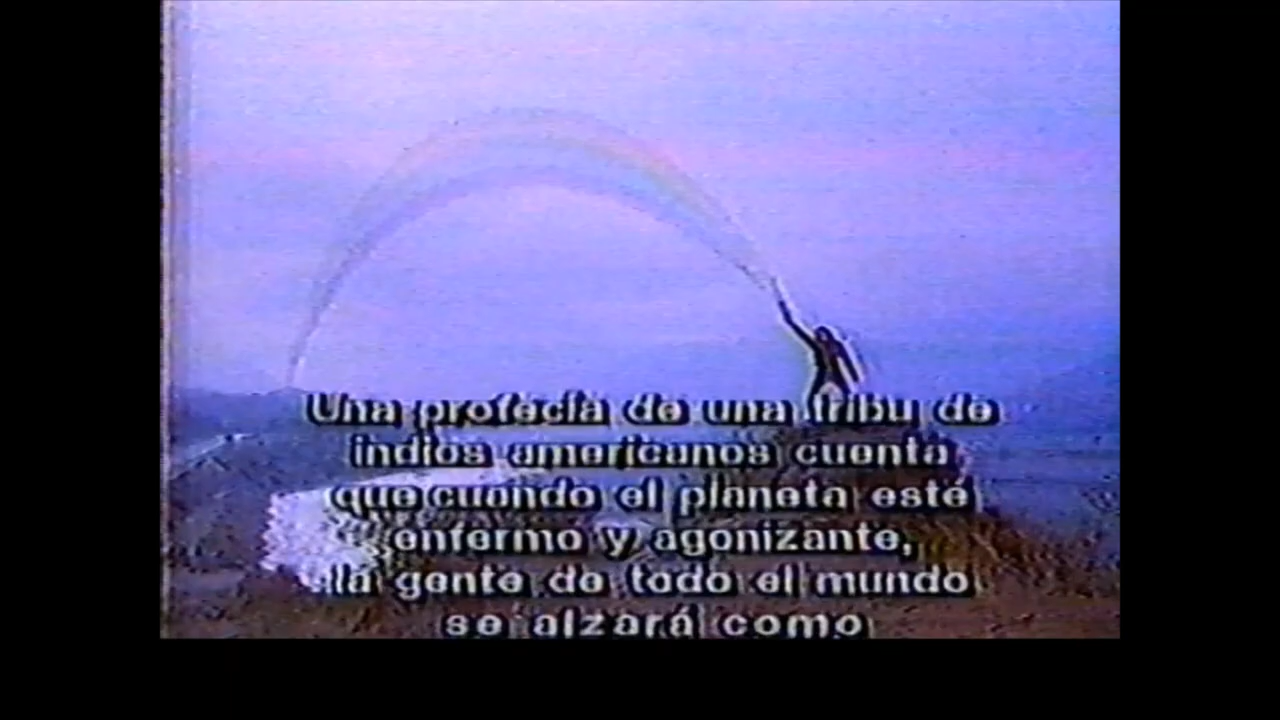 Una profecía de una tribu de
indios americanos cuenta
que cuando el planeta esté
enfermo y agonizante,
la gente de todo el mundo
se alzará como